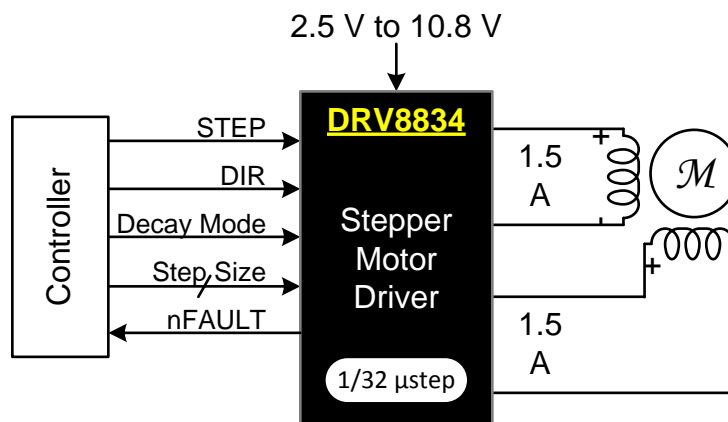 2.5 V to 10.8 V
Controller
STEP
DIR
Decay Mode
Step Size
nFAULT
DRV8834
Stepper
Motor
Driver
1/32 µstep
+
1.5
A
-
M
+
1.5
A